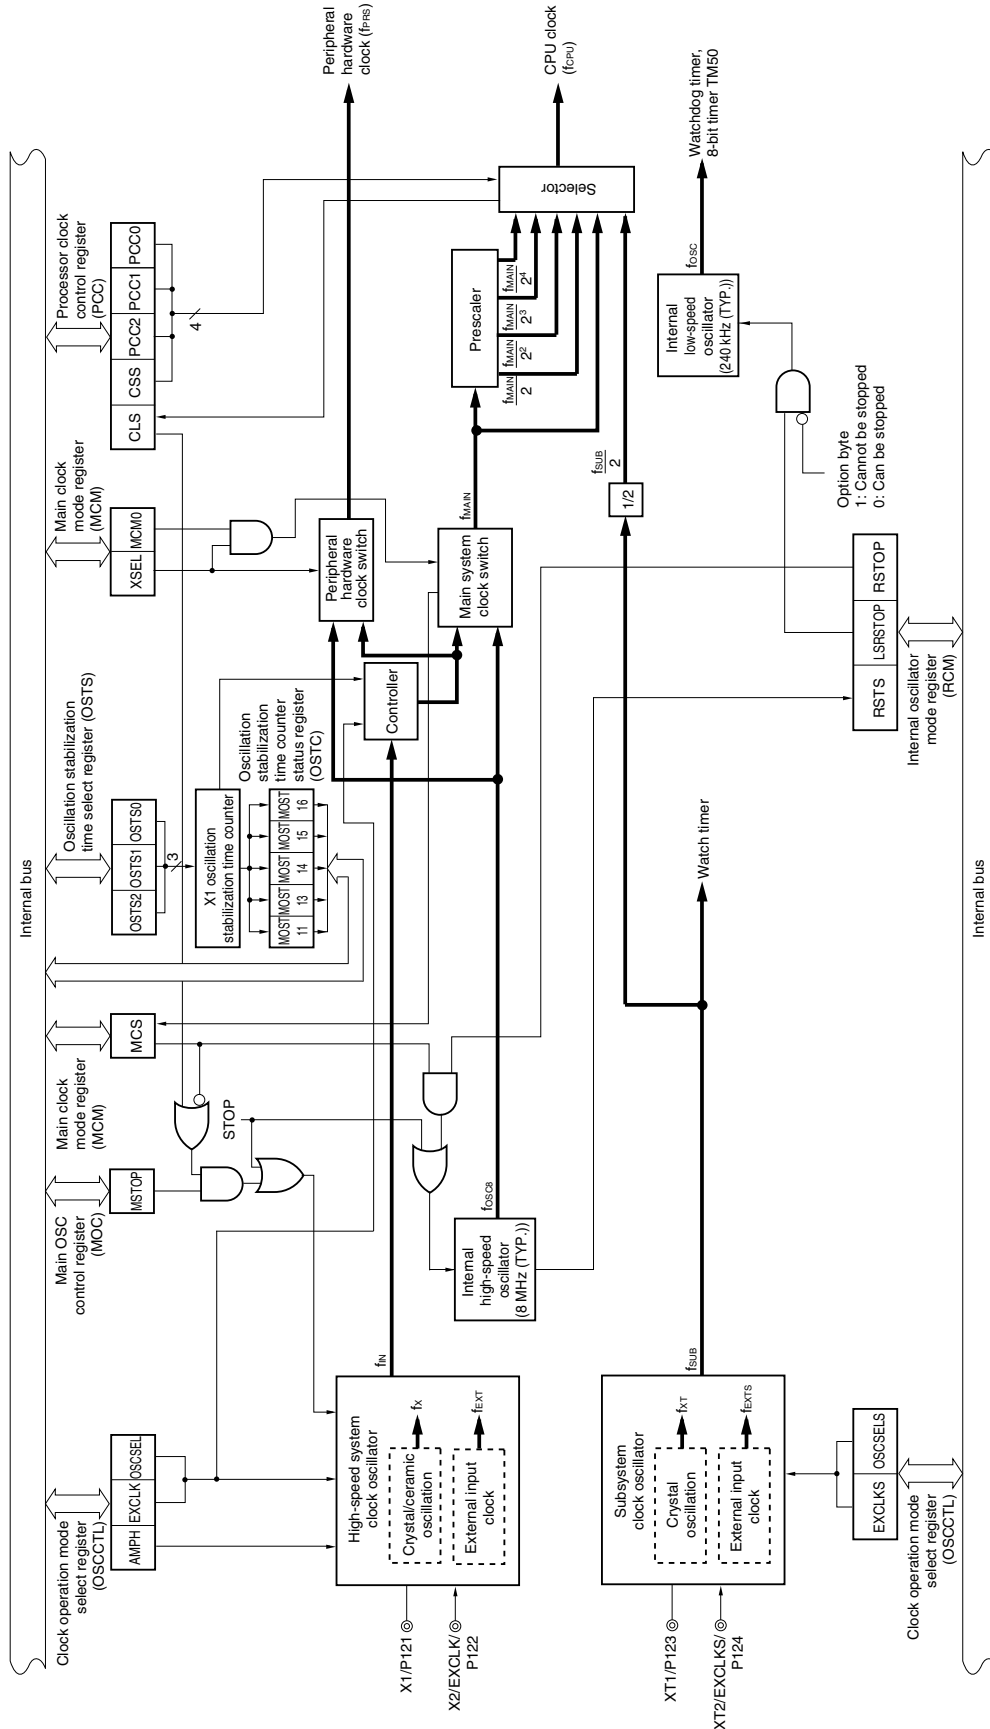 Internal bus
Clock operation mode
select register
(OSCCTL)
AMPH EXCLK OSCSEL
Main OSC
control register
(MOC)
MSTOP
Main clock
mode register
(MCM)
MCS
Oscillation stabilization
time select register (OSTS)
OSTS2 OSTS1 OSTS0
3
Main clock
mode register
(MCM)
XSEL MCM0
Processor clock
control register
(PCC)
CLS CSS PCC2 PCC1 PCC0
4
STOP
X1 oscillation
stabilization time counter
Oscillation
stabilization
time counter
status register
(OSTC)
MOST MOST MOST MOST MOST
11 13 14 15 16
Controller
Peripheral
hardware
clock switch
Peripheral
hardware
clock (fPRS)
High-speed system
clock oscillator
Crystal/ceramic
oscillation
fX
External input
clock
fEXT
fIN
X1/P121
X2/EXCLK/
P122
Internal
high-speed
oscillator
(8 MHz (TYP.))
fOSC8
Main system
clock switch
fMAIN
Prescaler
fMAIN
2
fMAIN
2²
fMAIN
2³
fMAIN
2⁴
Selector
CPU clock
(fCPU)
1/2
fSUB
2
Subsystem
clock oscillator
Crystal
oscillation
fXT
External input
clock
fEXTS
fSUB
XT1/P123
XT2/EXCLKS/
P124
Watch timer
Internal
low-speed
oscillator
(240 kHz (TYP.))
fOSC
Watchdog timer,
8-bit timer TM50
Option byte
1: Cannot be stopped
0: Can be stopped
EXCLKS OSCSELS
Clock operation mode
select register
(OSCCTL)
RSTS LSRSTOP RSTOP
Internal oscillator
mode register
(RCM)
Internal bus